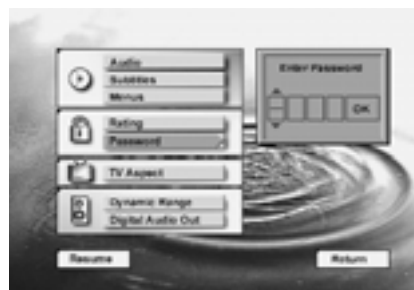 Audio
Subtitles
Menus
Rating
Password
TV Aspect
Dynamic Range
Digital Audio Out
Enter Password
OK
Resume
Return